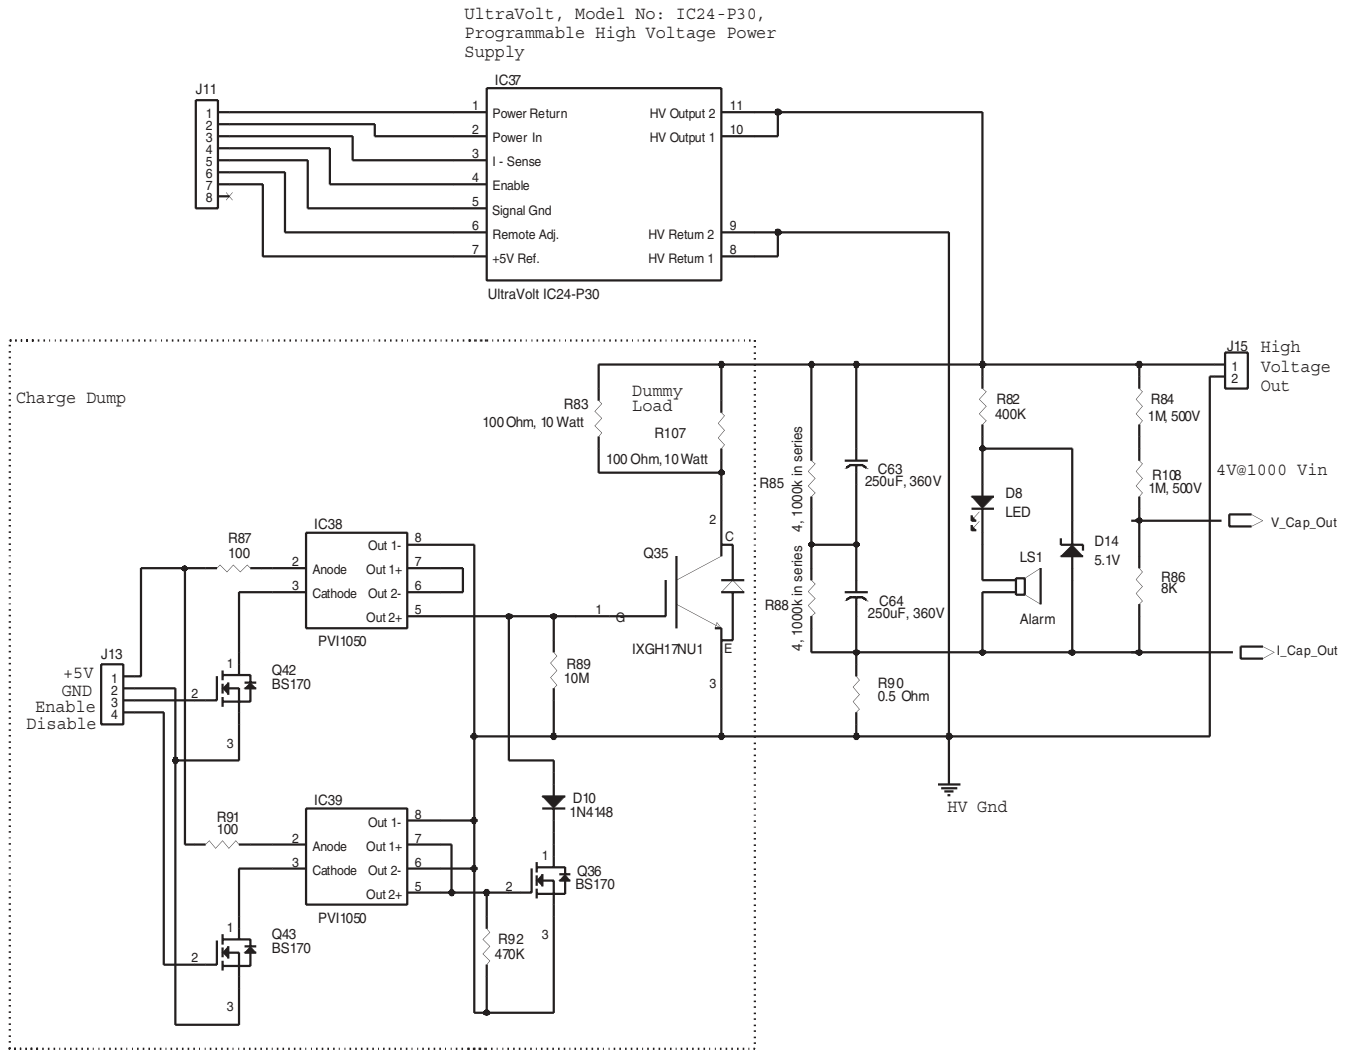 UltraVolt, Model No: IC24-P30,
Programmable High Voltage Power
Supply
IC37
J11
1
2
3
4
5
6
7
8
1 Power Return
2 Power In
3 I - Sense
4 Enable
5 Signal Gnd
6 Remote Adj.
7 +5V Ref.
HV Output 2 11
HV Output 1 10
HV Return 2 9
HV Return 1 8
UltraVolt IC24-P30
Charge Dump
R83
100 Ohm, 10 Watt
Dummy
Load
R107
100 Ohm, 10 Watt
J15
1
2
High
Voltage
Out
R82
400K
R84
1M, 500V
R108
1M, 500V
4V@1000 Vin
R85
4, 1000k in series
C63
250uF, 360V
D8
LED
D14
5.1V
V_Cap_Out
R88
4, 1000k in series
C64
250uF, 360V
LS1
Alarm
R86
8K
I_Cap_Out
R90
0.5 Ohm
HV Gnd
2
C
Q35
1
G
IXGH17NU1
E
3
R87
100
IC38
2 Anode
3 Cathode
Out 1- 8
Out 1+ 7
Out 2- 6
Out 2+ 5
PVI1050
R89
10M
J13
+5V 1
GND 2
Enable 3
Disable 4
1
Q42
BS170
2
3
D10
1N4148
R91
100
IC39
2 Anode
3 Cathode
Out 1- 8
Out 1+ 7
Out 2- 6
Out 2+ 5
PVI1050
1
Q36
BS170
2
3
R92
470K
1
Q43
BS170
2
3